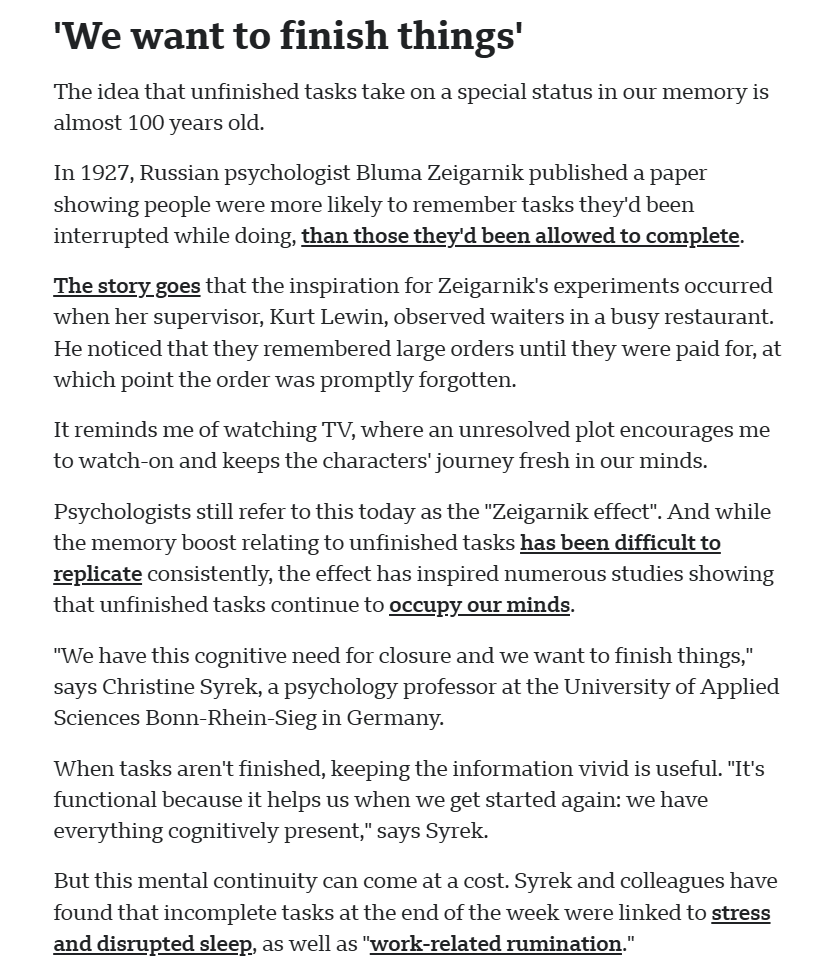 'We want to finish things'
The idea that unfinished tasks take on a special status in our memory is
almost 100 years old.
In 1927, Russian psychologist Bluma Zeigarnik published a paper
showing people were more likely to remember tasks they'd been
interrupted while doing, than those they'd been allowed to complete.
The story goes that the inspiration for Zeigarnik's experiments occurred
when her supervisor, Kurt Lewin, observed waiters in a busy restaurant.
He noticed that they remembered large orders until they were paid for, at
which point the order was promptly forgotten.
It reminds me of watching TV, where an unresolved plot encourages me
to watch-on and keeps the characters' journey fresh in our minds.
Psychologists still refer to this today as the "Zeigarnik effect". And while
the memory boost relating to unfinished tasks has been difficult to
replicate consistently, the effect has inspired numerous studies showing
that unfinished tasks continue to occupy our minds.
"We have this cognitive need for closure and we want to finish things,"
says Christine Syrek, a psychology professor at the University of Applied
Sciences Bonn-Rhein-Sieg in Germany.
When tasks aren't finished, keeping the information vivid is useful. "It's
functional because it helps us when we get started again: we have
everything cognitively present," says Syrek.
But this mental continuity can come at a cost. Syrek and colleagues have
found that incomplete tasks at the end of the week were linked to stress
and disrupted sleep, as well as "work-related rumination."